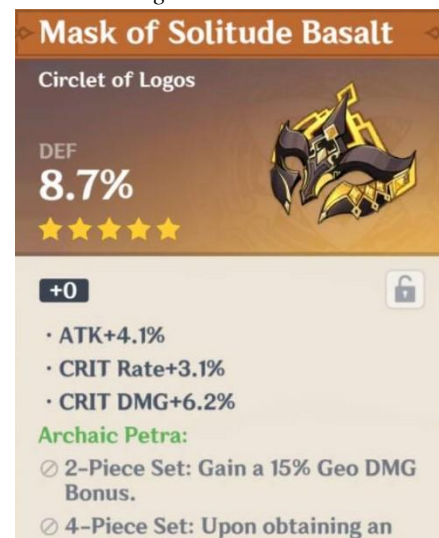 Mask of Solitude Basalt
Circlet of Logos
DEF
8.7%
+0
· ATK+4.1%
· CRIT Rate+3.1%
· CRIT DMG+6.2%
Archaic Petra:
2-Piece Set: Gain a 15% Geo DMG
Bonus.
4-Piece Set: Upon obtaining an